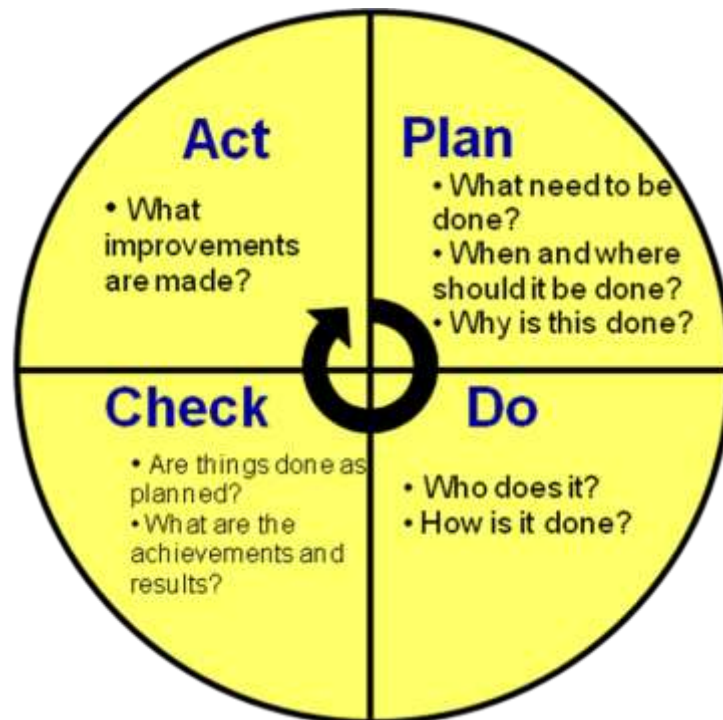 Act
• What
improvements
are made?
Plan
• What need to be
done?
• When and where
should it be done?
• Why is this done?
Check
• Are things done as
planned?
• What are the
achievements and
results?
Do
• Who does it?
• How is it done?